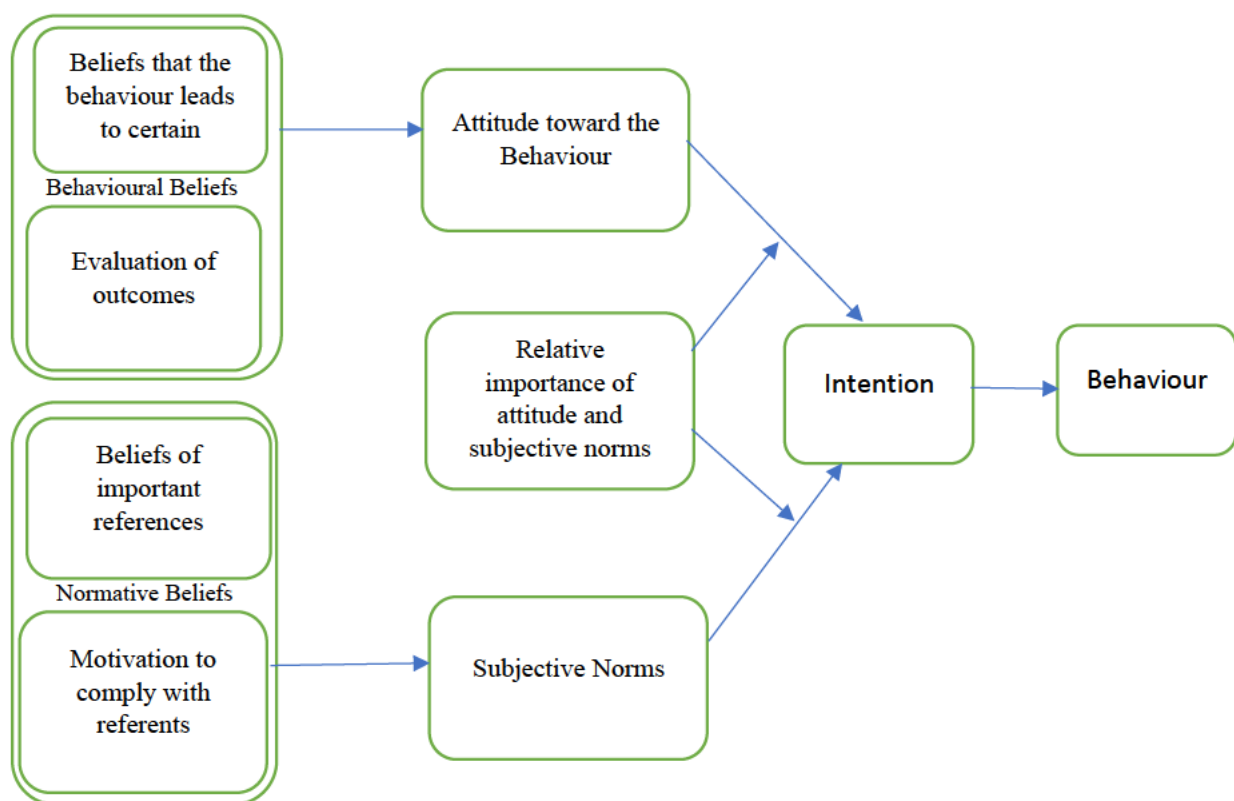 Beliefs that the
behaviour leads
to certain
Behavioural Beliefs
Evaluation of
outcomes
Beliefs of
important
references
Normative Beliefs
Motivation to
comply with
referents
Attitude toward the
Behaviour
Relative
importance of
attitude and
subjective norms
Subjective Norms
Intention
Behaviour